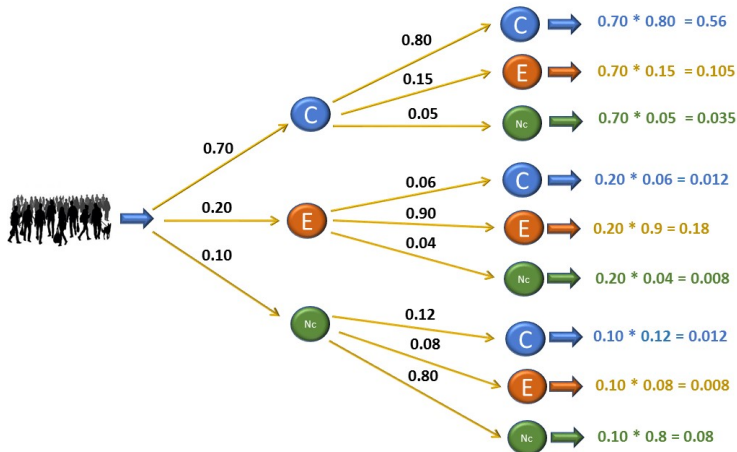 C 0.70 * 0.80 = 0.56
0.80
E 0.70 * 0.15 = 0.105
0.15
C
0.05
Nc 0.70 * 0.05 = 0.035
0.70
0.06
C 0.20 * 0.06 = 0.012
0.20
E
0.90
E 0.20 * 0.9 = 0.18
0.04
0.10
Nc 0.20 * 0.04 = 0.008
Nc
0.12
C 0.10 * 0.12 = 0.012
0.08
E 0.10 * 0.08 = 0.008
0.80
Nc 0.10 * 0.8 = 0.08